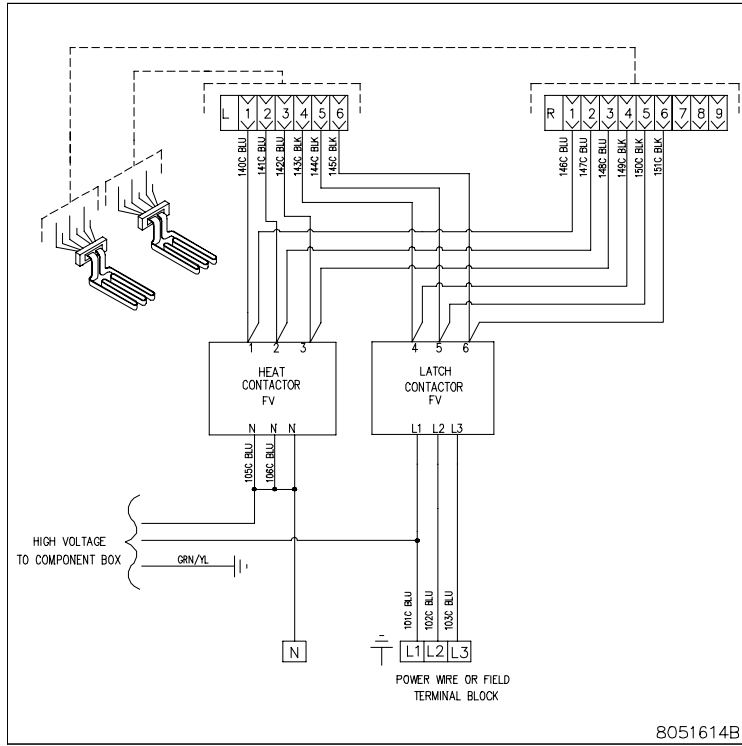 L 1 2 3 4 5 6
R 1 2 3 4 5 6 7 8 9
140C BLU
141C BLU
142C BLU
143C BLK
144C BLK
145C BLK
146C BLU
147C BLU
148C BLU
149C BLK
150C BLK
151C BLK
1 2 3
HEAT
CONTACTOR
FV
N N N
4 5 6
LATCH
CONTACTOR
FV
L1 L2 L3
105C BLU
106C BLU
HIGH VOLTAGE
TO COMPONENT BOX
GRN/YL
101C BLU
102C BLU
103C BLU
N
L1 L2 L3
POWER WIRE OR FIELD
TERMINAL BLOCK
8051614B